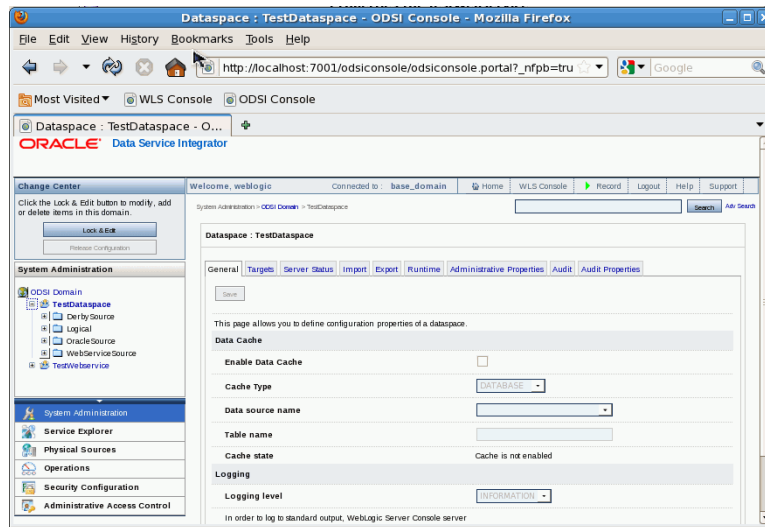 Dataspace : TestDataspace - ODSI Console - Mozilla Firefox
File Edit View History Bookmarks Tools Help
http://localhost:7001/odsiconsole/odsiconsole.portal?_nfpb=tru
Google
Most Visited WLS Console ODSI Console
Dataspace : TestDataspace - O...
ORACLE Data Service Integrator
Change Center
Click the Lock & Edit button to modify, add
or delete items in this domain.
Lock & Edit
Release Configuration
System Administration
ODSI Domain
TestDataspace
DerbySource
Logical
OracleSource
WebServiceSource
TestWebservice
System Administration
Service Explorer
Physical Sources
Operations
Security Configuration
Administrative Access Control
Welcome, weblogic Connected to : base_domain Home WLS Console Record Logout Help Support
System Administration > ODSI Domain > TestDataspace
Search Adv Search
Dataspace : TestDataspace
General Targets Server Status Import Export Runtime Administrative Properties Audit Audit Properties
Save
This page allows you to define configuration properties of a dataspace.
Data Cache
Enable Data Cache
Cache Type DATABASE
Data source name
Table name
Cache state Cache is not enabled
Logging
Logging level INFORMATION
In order to log to standard output, WebLogic Server Console server